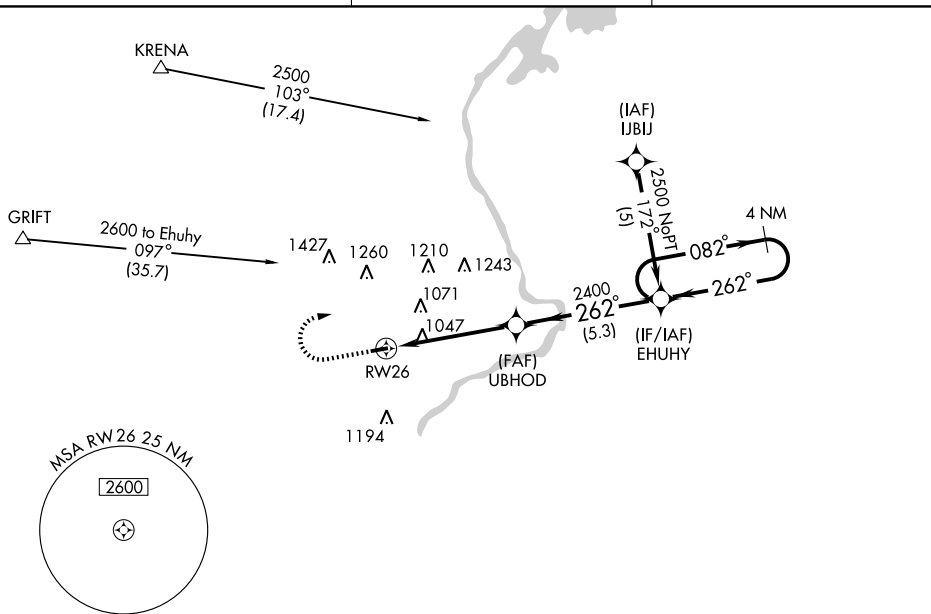 KRENA
2500
103°
(17.4)
(IAF)
IJBIJ
2500 NoPT
172°
(5)
4 NM
082°
262°
GRIFT
2600 to Ehuhy
097°
(35.7)
1427
1260
1210
1243
1071
1047
2400
262°
(5.3)
(IF/IAF)
EHUHY
(FAF)
UBHOD
RW26
1194
MSA RW26 25 NM
2600